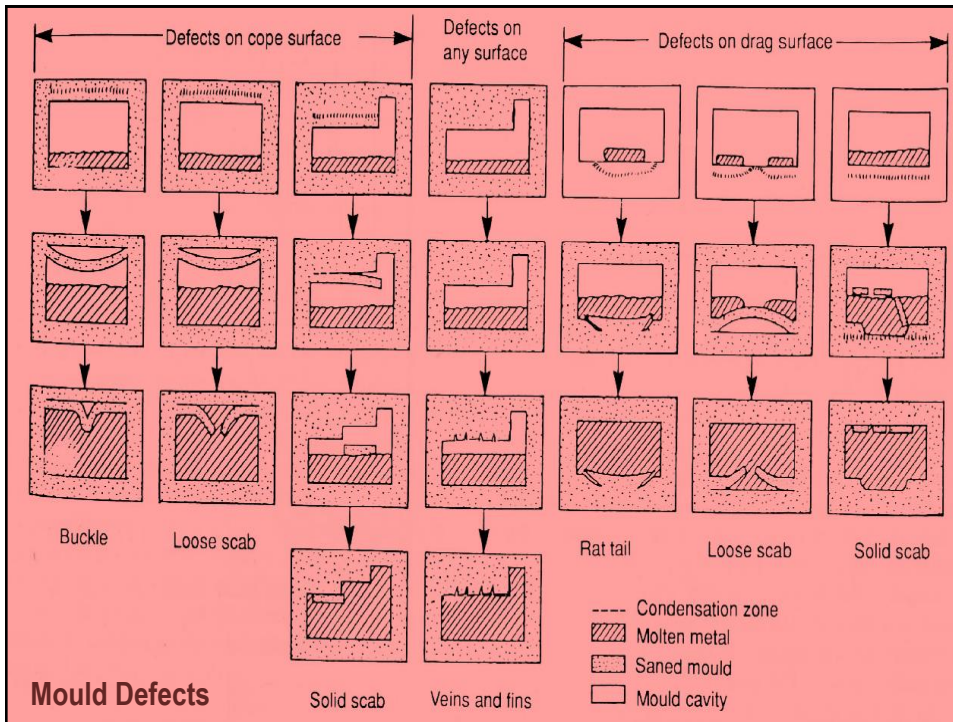 Defects on cope surface
Defects on
any surface
Defects on drag surface
Buckle
Loose scab
Rat tail
Loose scab
Solid scab
Solid scab
Veins and fins
Condensation zone
Molten metal
Saned mould
Mould cavity
Mould Defects